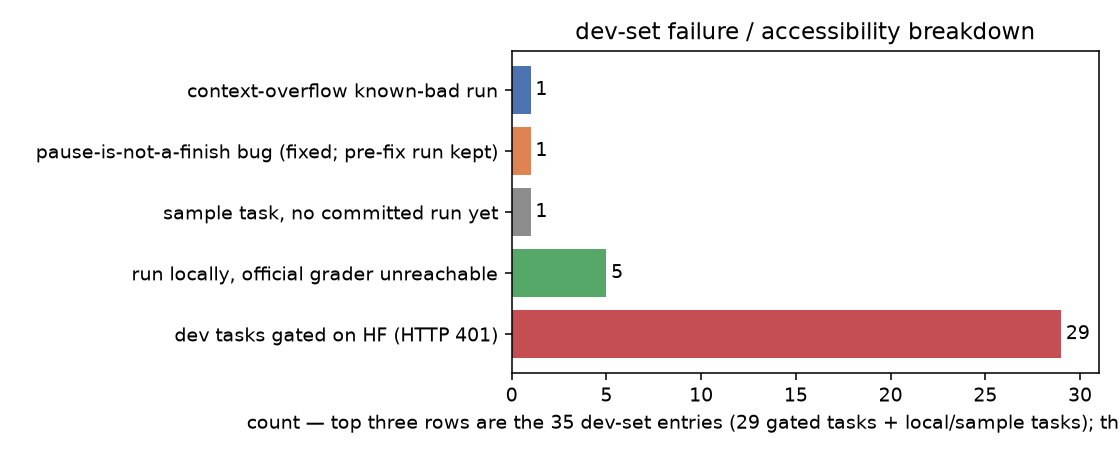 dev-set failure / accessibility breakdown
context-overflow known-bad run 1
pause-is-not-a-finish bug (fixed; pre-fix run kept) 1
sample task, no committed run yet 1
run locally, official grader unreachable 5
dev tasks gated on HF (HTTP 401) 29
0 5 10 15 20 25 30
count — top three rows are the 35 dev-set entries (29 gated tasks + local/sample tasks);